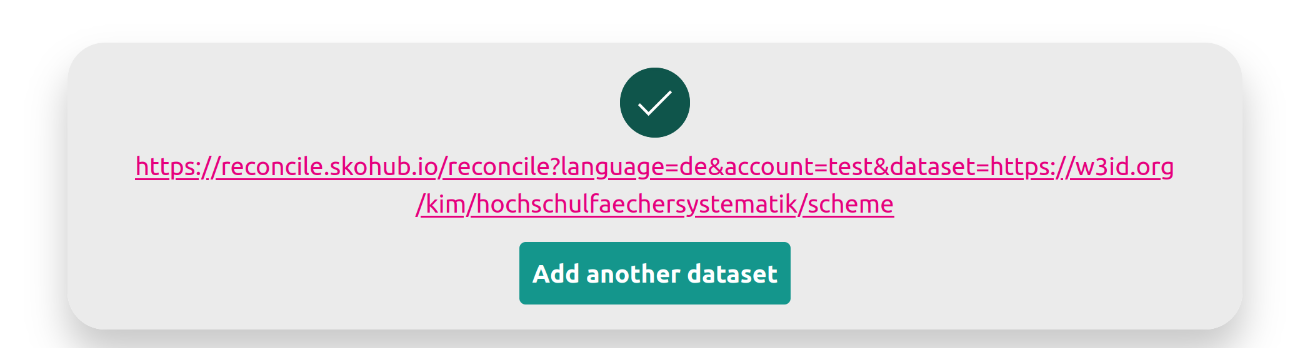 https://reconcile.skohub.io/reconcile?language=de&account=test&dataset=https://w3id.org
/kim/hochschulfaechersystematik/scheme
Add another dataset